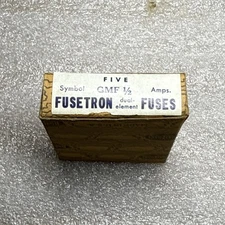 FIVE
Symbol GMF ½ Amps.
FUSETRON dual-element FUSES